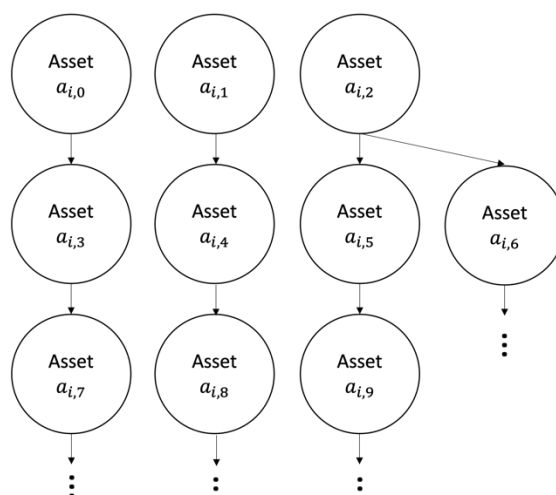 Asset
a_{i,0}
Asset
a_{i,1}
Asset
a_{i,2}
Asset
a_{i,3}
Asset
a_{i,4}
Asset
a_{i,5}
Asset
a_{i,6}
Asset
a_{i,7}
Asset
a_{i,8}
Asset
a_{i,9}